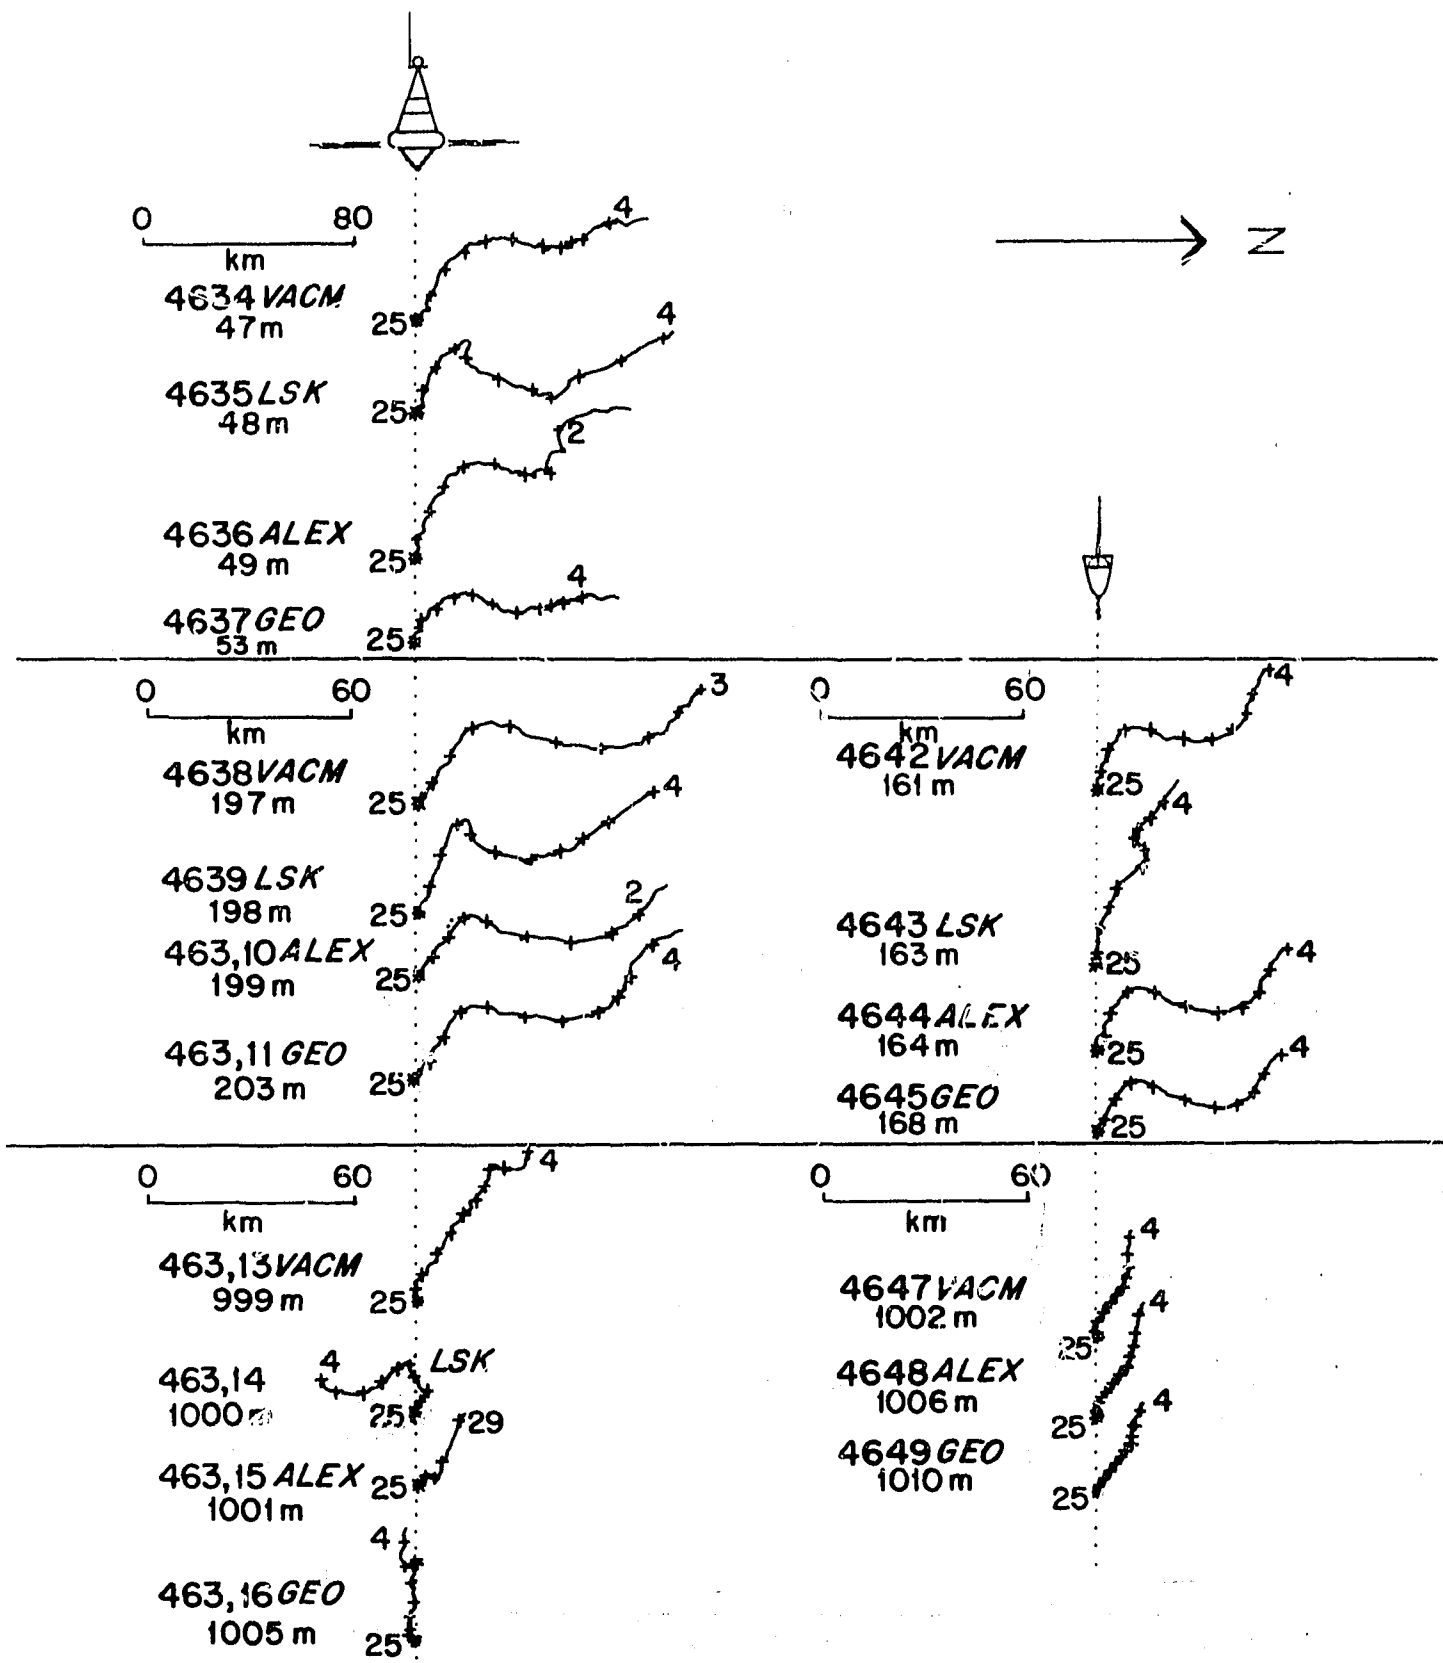 0 80
km
4
4634 VACM
47 m
25
4
4635 LSK
48 m
25
2
4636 ALEX
49 m
25
4
4637 GEO
53 m
25
N
0 60
km
3
4638 VACM
197 m
25
4
4639 LSK
198 m
25
2
463,10 ALEX
199 m
25
4
463,11 GEO
203 m
25
0 60
km
4
4642 VACM
161 m
25
4
4643 LSK
163 m
25
4
4644 ALEX
164 m
25
4
4645 GEO
168 m
25
0 60
km
4
463,13 VACM
999 m
25
4
LSK
463,14
1000 m
25
29
463,15 ALEX
1001 m
25
4
463,16 GEO
1005 m
25
0 60
km
4
4647 VACM
1002 m
25
4
4648 ALEX
1006 m
25
4
4649 GEO
1010 m
25